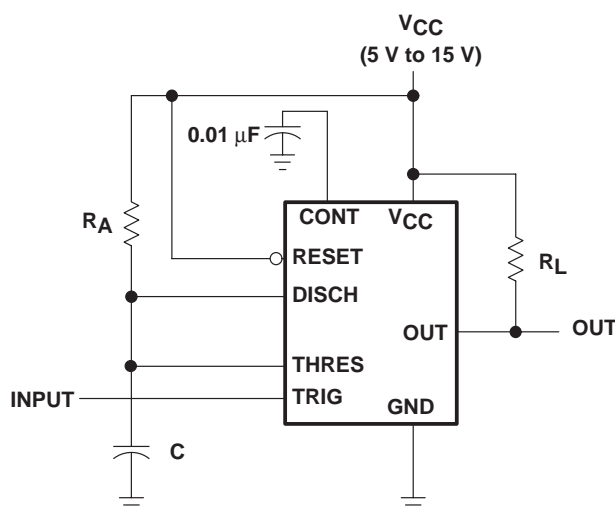 VCC
(5 V to 15 V)
0.01 μF
RA
CONT
VCC
RESET
DISCH
RL
OUT
OUT
THRES
INPUT
TRIG
GND
C